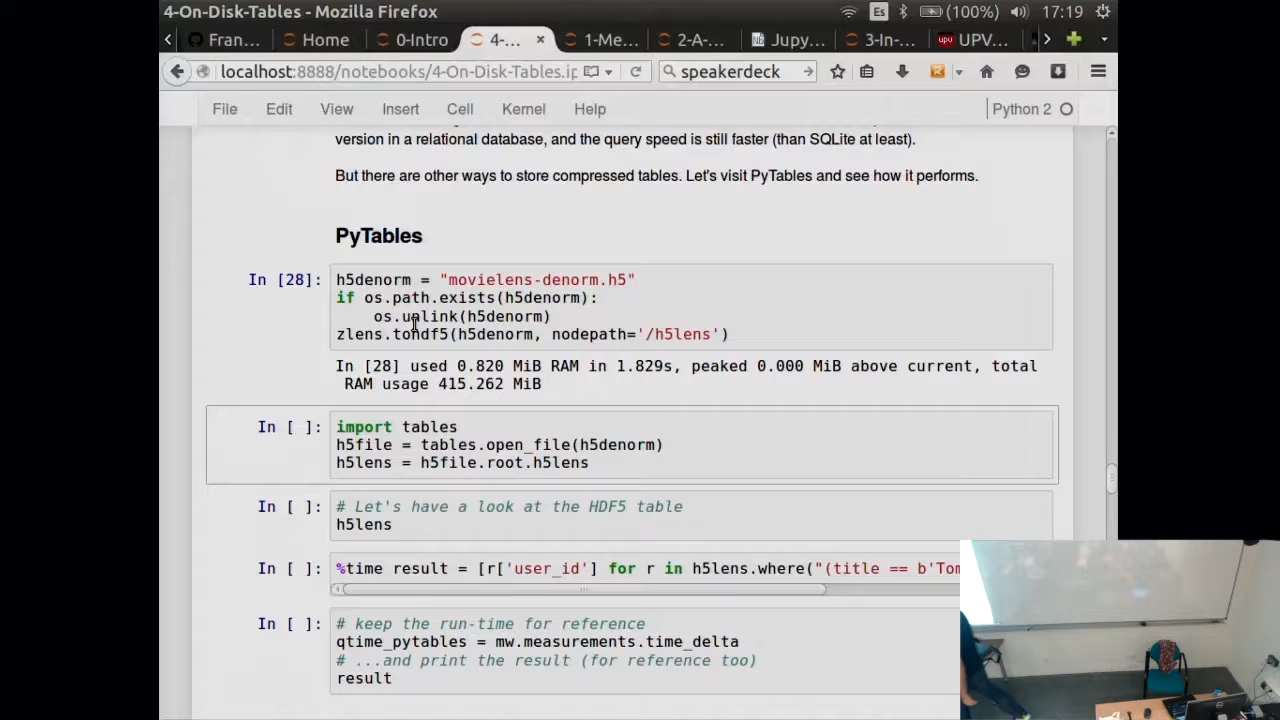 4-On-Disk-Tables - Mozilla Firefox
Es
(100%)
17:19
Fran...
Home
0-Intro
4-...
1-Me...
2-A-...
Jupy...
3-In-...
upv UPV...
localhost:8888/notebooks/4-On-Disk-Tables.ip
speakerdeck
File Edit View Insert Cell Kernel Help
Python 2
version in a relational database, and the query speed is still faster (than SQLite at least).
But there are other ways to store compressed tables. Let's visit PyTables and see how it performs.
PyTables
In [28]: h5denorm = "movielens-denorm.h5"
if os.path.exists(h5denorm):
os.unlink(h5denorm)
zlens.tohdf5(h5denorm, nodepath='/h5lens')
In [28] used 0.820 MiB RAM in 1.829s, peaked 0.000 MiB above current, total
RAM usage 415.262 MiB
In [ ]: import tables
h5file = tables.open_file(h5denorm)
h5lens = h5file.root.h5lens
In [ ]: # Let's have a look at the HDF5 table
h5lens
In [ ]: %time result = [r['user_id'] for r in h5lens.where("(title == b'Tom
In [ ]: # keep the run-time for reference
qtime_pytables = mw.measurements.time_delta
# ...and print the result (for reference too)
result